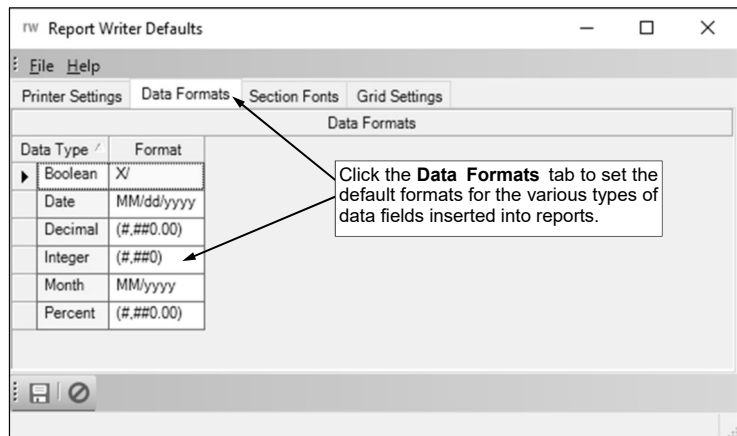 rw Report Writer Defaults
File Help
Printer Settings Data Formats Section Fonts Grid Settings
Data Formats
Data Type Format
Boolean X/
Date MM/dd/yyyy
Decimal (#,##0.00)
Integer (#,##0)
Month MM/yyyy
Percent (#,##0.00)
Click the Data Formats tab to set the
default formats for the various types of
data fields inserted into reports.